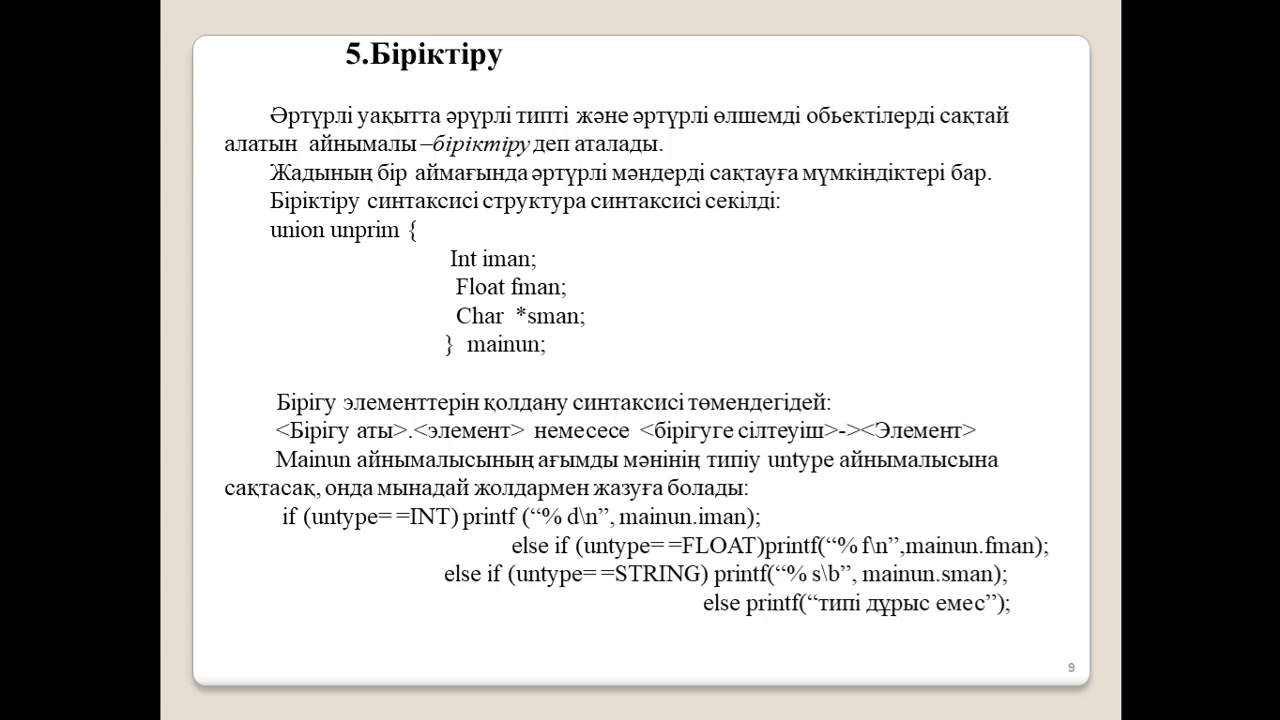 5.Біріктіру
Әртүрлі уақытта әрүрлі типті және әртүрлі өлшемді обьектілерді сақтай
алатын айнымалы –біріктіру деп аталады.
Жадының бір аймағында әртүрлі мәндерді сақтауға мүмкіндіктері бар.
Біріктіру синтаксисі структура синтаксисі секілді:
union unprim {
Int iman;
Float fman;
Char *sman;
} mainun;
Бірігу элементтерін қолдану синтаксисі төмендегідей:
<Бірігу аты>.<элемент> немесесе <бірігуге сілтеуіш>-><Элемент>
Mainun айнымалысының ағымды мәнінің типіу untype айнымалысына
сақтасақ, онда мынадай жолдармен жазуға болады:
if (untype= =INT) printf (“% d\n”, mainun.iman);
else if (untype= =FLOAT)printf(“% f\n”,mainun.fman);
else if (untype= =STRING) printf(“% s\b”, mainun.sman);
else printf(“типі дұрыс емес”);
9